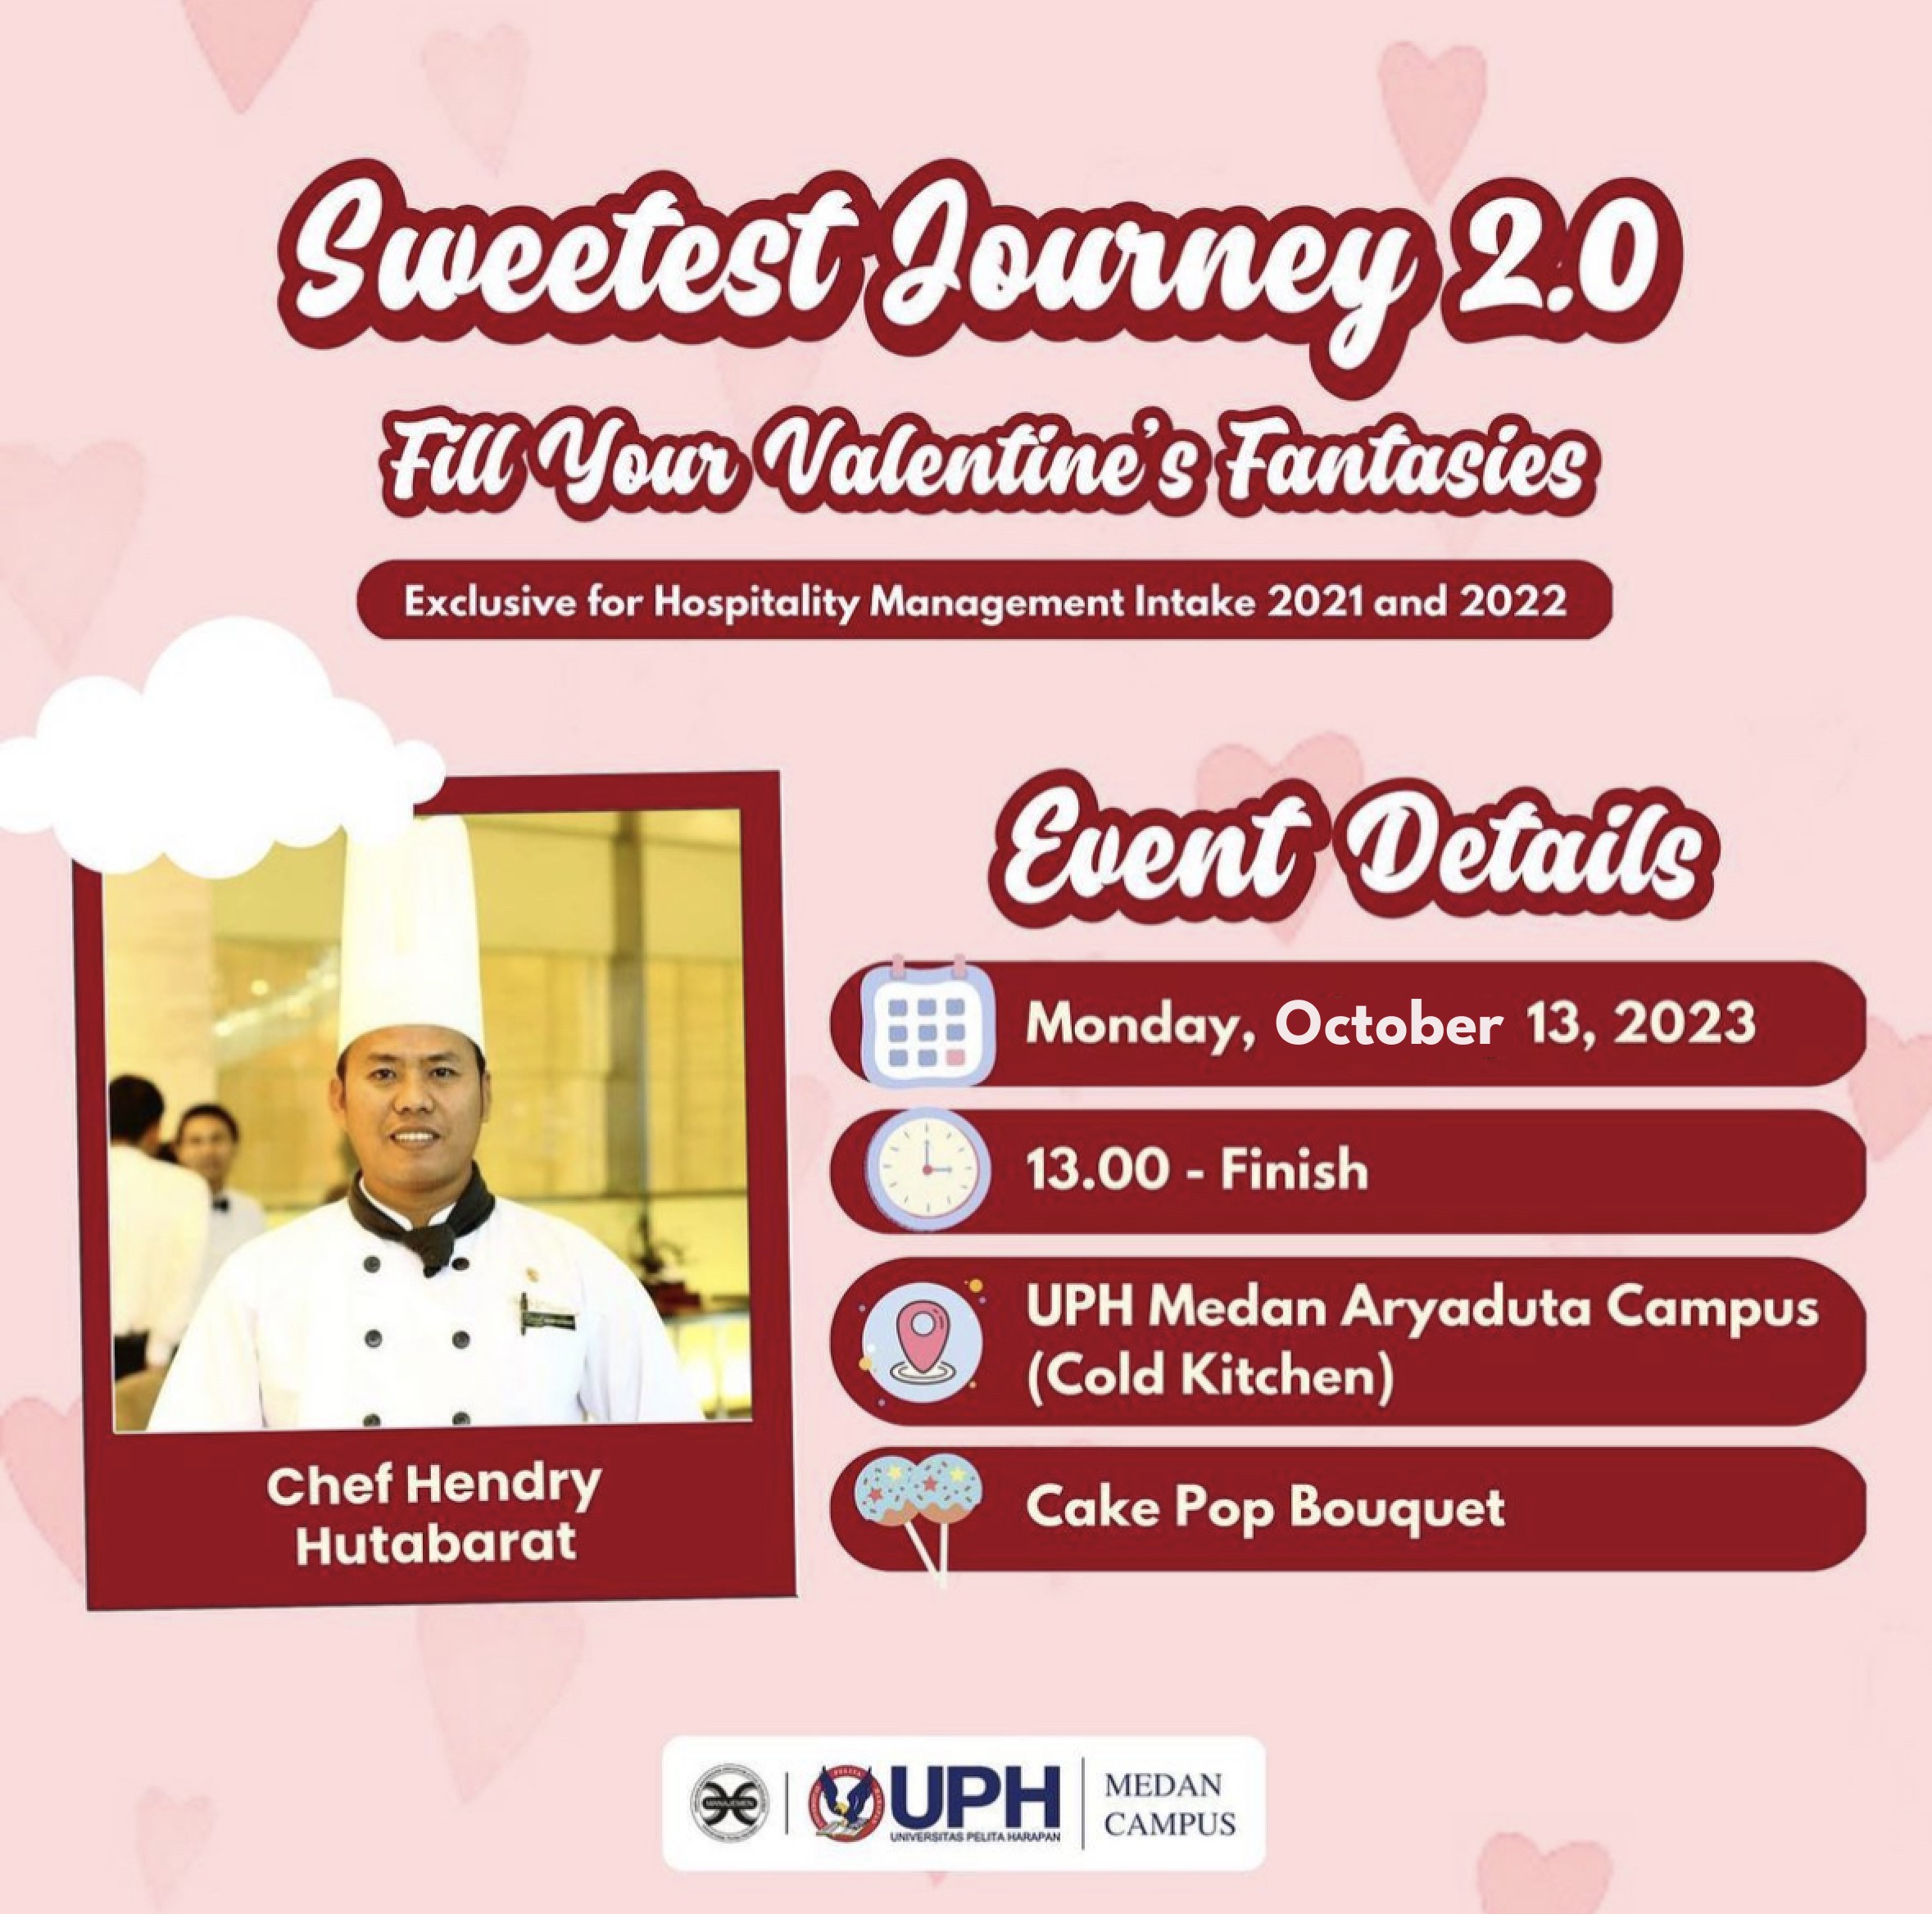 Sweetest Journey 2.0
Fill Your Valentine's Fantasies
Exclusive for Hospitality Management Intake 2021 and 2022
Event Details
Monday, October 13, 2023
13.00 - Finish
UPH Medan Aryaduta Campus
(Cold Kitchen)
Cake Pop Bouquet
Chef Hendry
Hutabarat
MANAJEMEN
UPH
UNIVERSITAS PELITA HARAPAN
MEDAN
CAMPUS